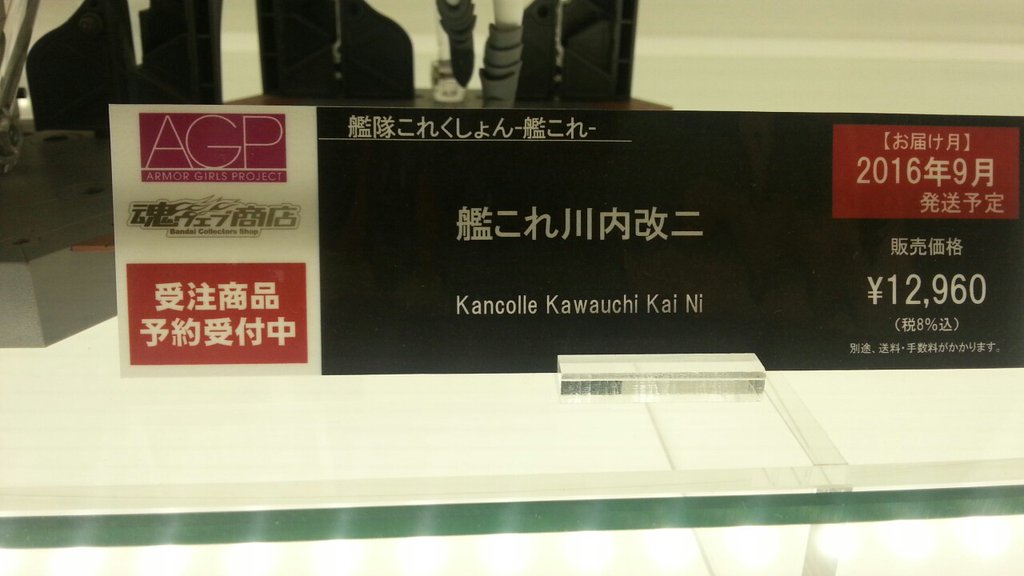 AGP
ARMOR GIRLS PROJECT
魂ウェブ商店
Bandai Collectors Shop
受注商品
予約受付中
艦隊これくしょん-艦これ-
艦これ川内改二
Kancolle Kawauchi Kai Ni
【お届け月】
2016年9月
発送予定
販売価格
¥12,960
(税8%込)
別途、送料・手数料がかかります。